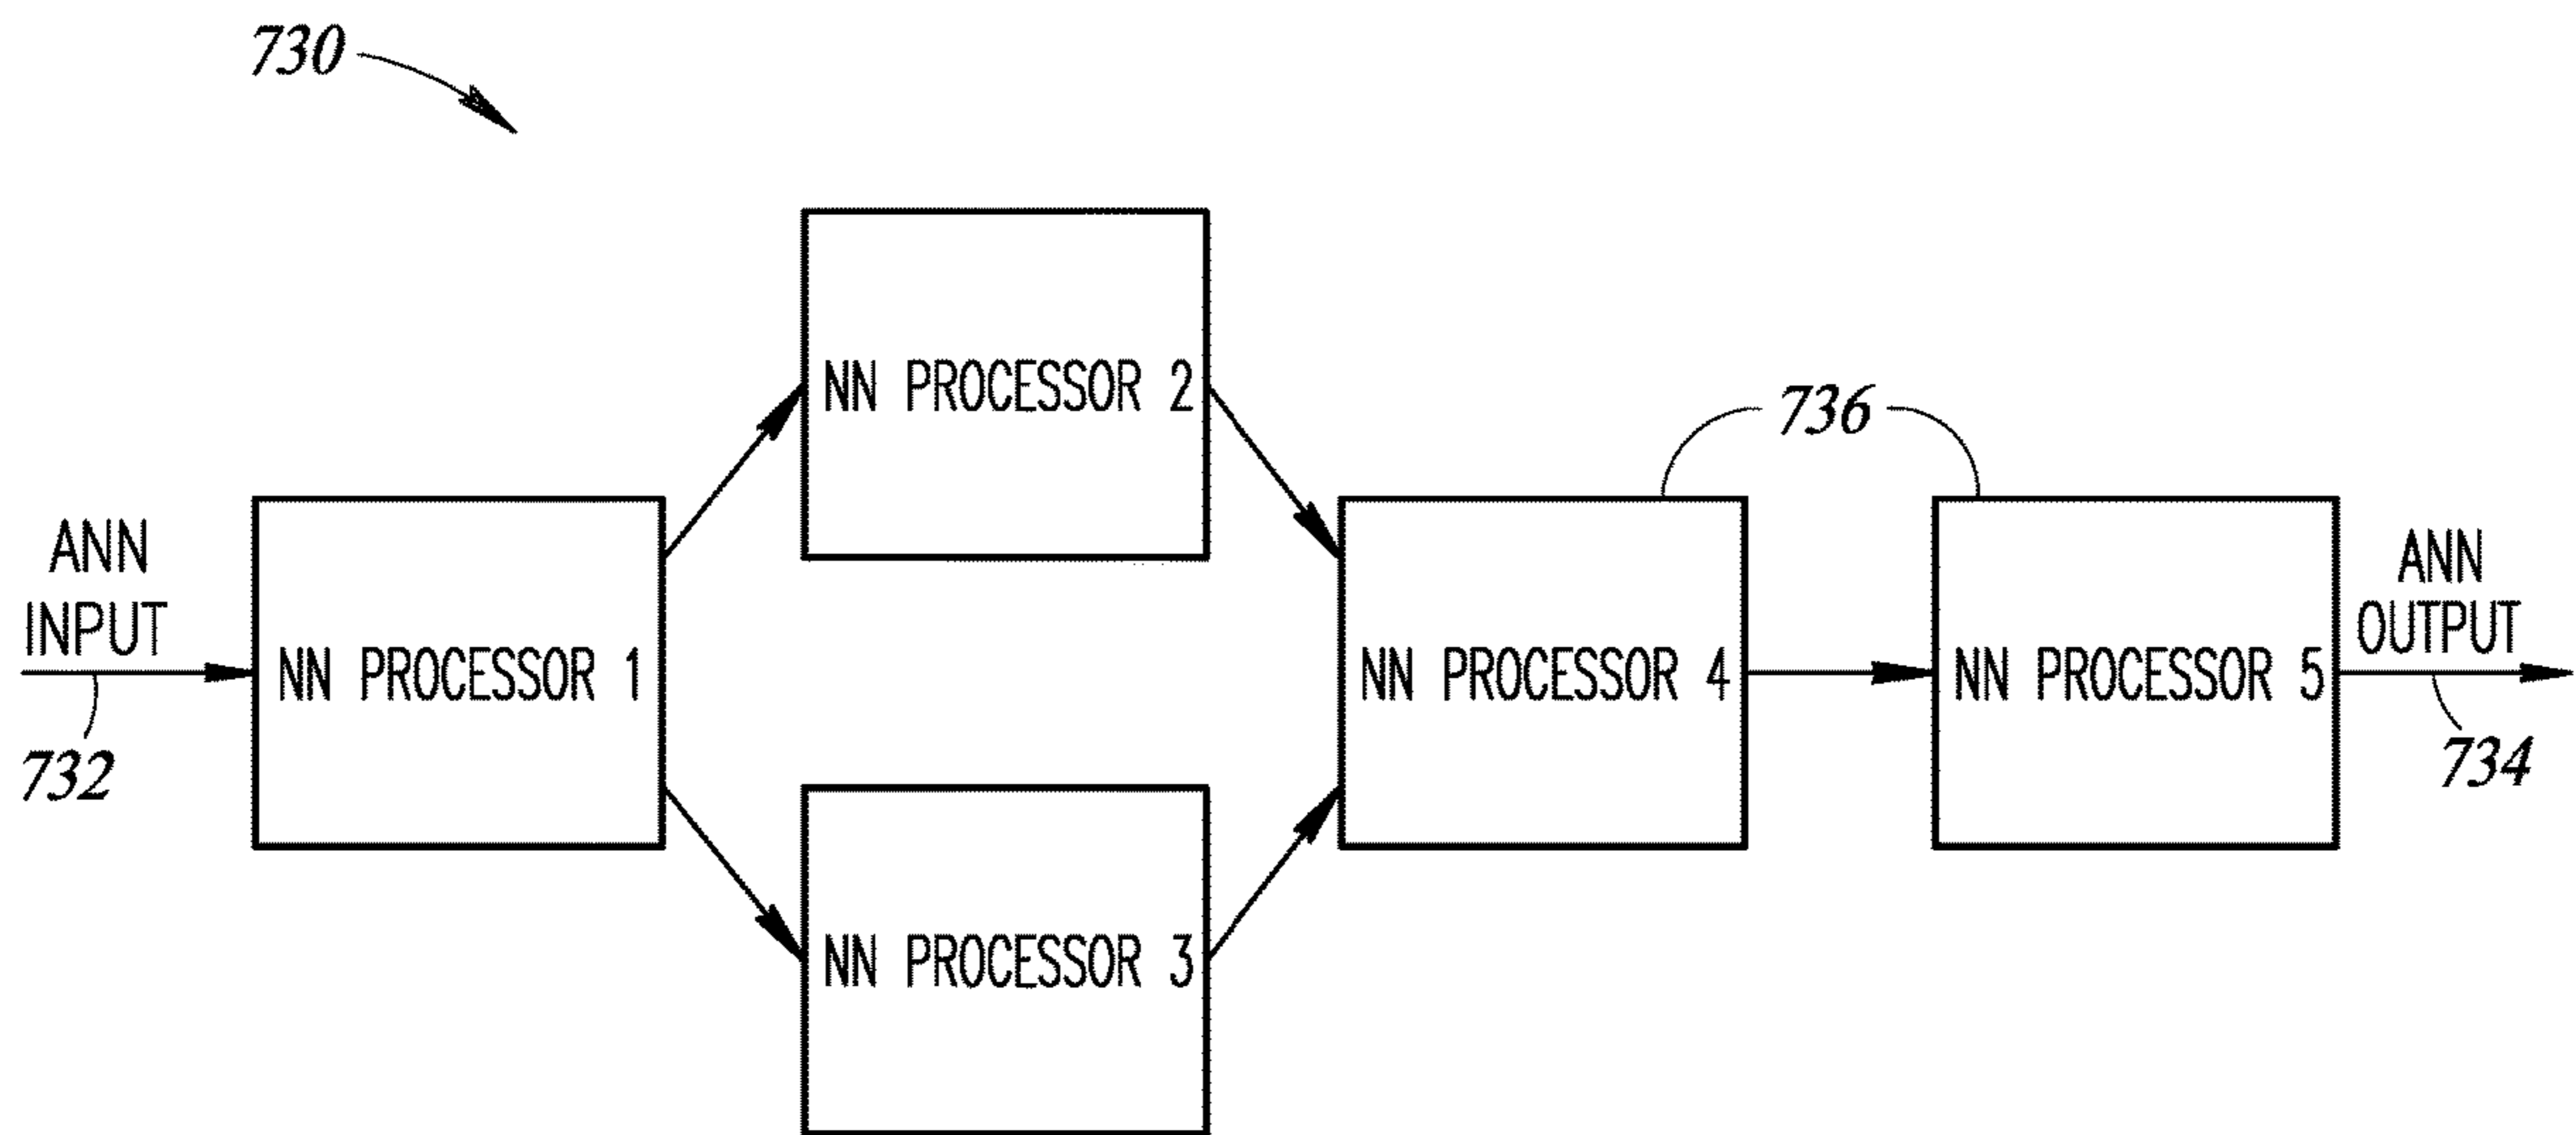 730
NN PROCESSOR 2
736
ANN
INPUT
NN PROCESSOR 1
NN PROCESSOR 4
NN PROCESSOR 5
ANN
OUTPUT
732
734
NN PROCESSOR 3